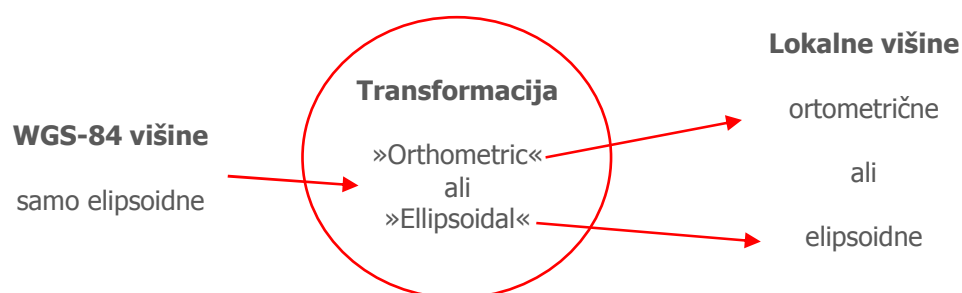 WGS-84 višine
samo elipsoidne
Transformacija
»Orthometric«
ali
»Ellipsoidal«
Lokalne višine
ortometrične
ali
elipsoidne